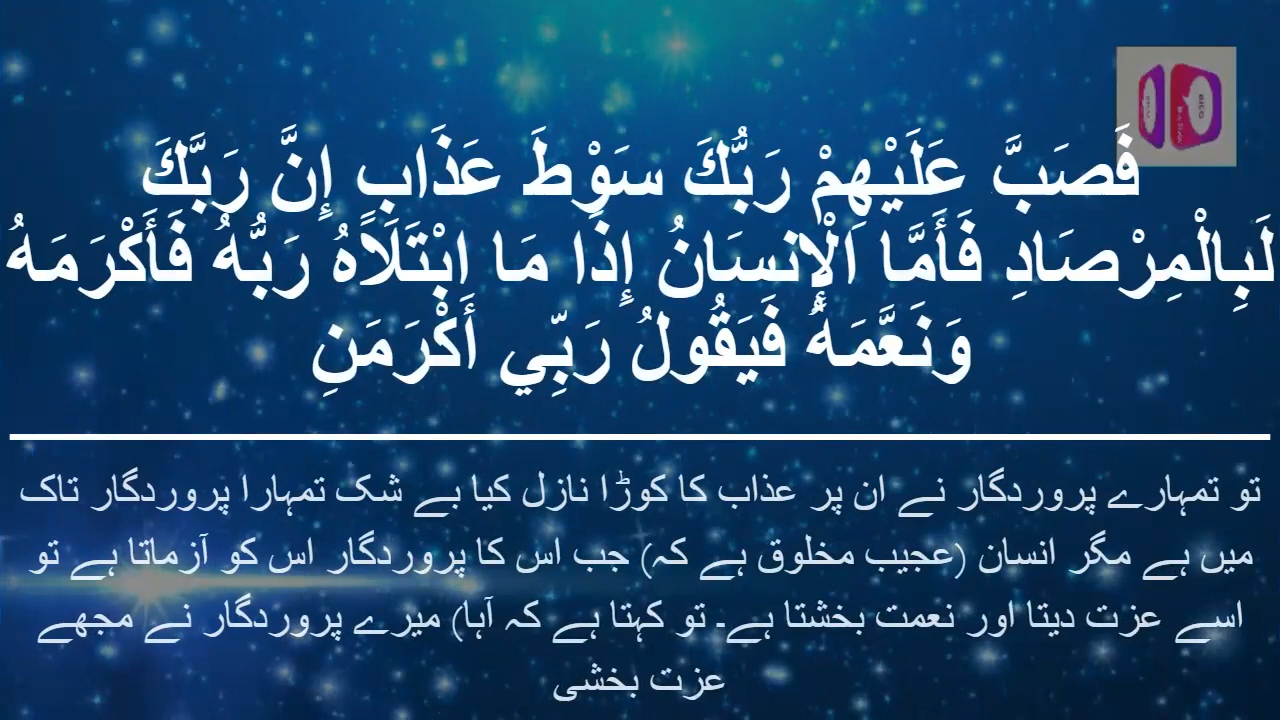 فَصَبَّ عَلَيْهِمْ رَبُّكَ سَوْطَ عَذَابٍ إِنَّ رَبَّكَ
لَبِالْمِرْصَادِ فَأَمَّا الْإِنسَانُ إِذَا مَا ابْتَلَاهُ رَبُّهُ فَأَكْرَمَهُ
وَنَعَّمَهُ فَيَقُولُ رَبِّي أَكْرَمَنِ
تو تمہارے پروردگار نے ان پر عذاب کا کوڑا نازل کیا بے شک تمہارا پروردگار تاک
میں ہے مگر انسان (عجیب مخلوق ہے کہ) جب اس کا پروردگار اس کو آزماتا ہے تو
اسے عزت دیتا اور نعمت بخشتا ہے۔ تو کہتا ہے کہ آہا) میرے پروردگار نے مجھے
عزت بخشی